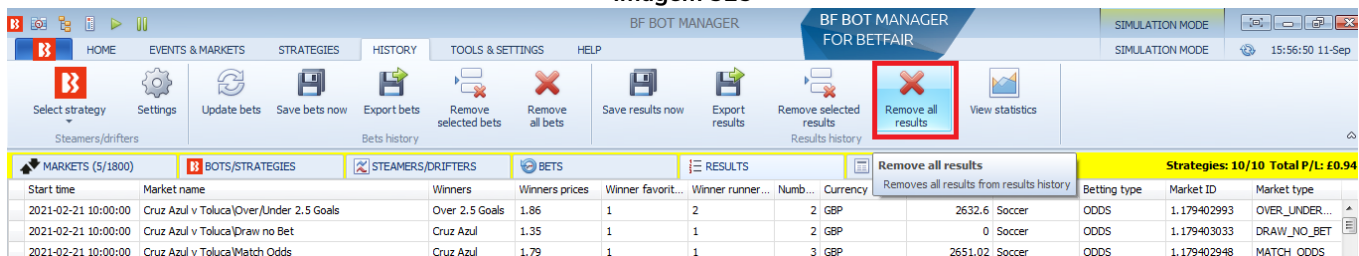 BF BOT MANAGER
BF BOT MANAGER
FOR BETFAIR
SIMULATION MODE
HOME EVENTS & MARKETS STRATEGIES HISTORY TOOLS & SETTINGS HELP
SIMULATION MODE 15:56:50 11-Sep
Select strategy Settings Update bets Save bets now Export bets Remove selected bets Remove all bets Save results now Export results Remove selected results Remove all results View statistics
Steamers/drifters Bets history Results history
MARKETS (5/1800) BOTS/STRATEGIES STEAMERS/DRIFTERS BETS RESULTS Strategies: 10/10 Total P/L: £0.94
Remove all results
Removes all results from results history
Start time Market name Winners Winners prices Winner favorit... Winner runner... Numb... Currency Betting type Market ID Market type
2021-02-21 10:00:00 Cruz Azul v Toluca\Over/Under 2.5 Goals Over 2.5 Goals 1.86 1 2 2 GBP 2632.6 Soccer ODDS 1.179402993 OVER_UNDER...
2021-02-21 10:00:00 Cruz Azul v Toluca\Draw no Bet Cruz Azul 1.35 1 1 2 GBP 0 Soccer ODDS 1.179403033 DRAW_NO_BET
2021-02-21 10:00:00 Cruz Azul v Toluca\Match Odds Cruz Azul 1.79 1 1 3 GBP 2651.02 Soccer ODDS 1.179402948 MATCH_ODDS